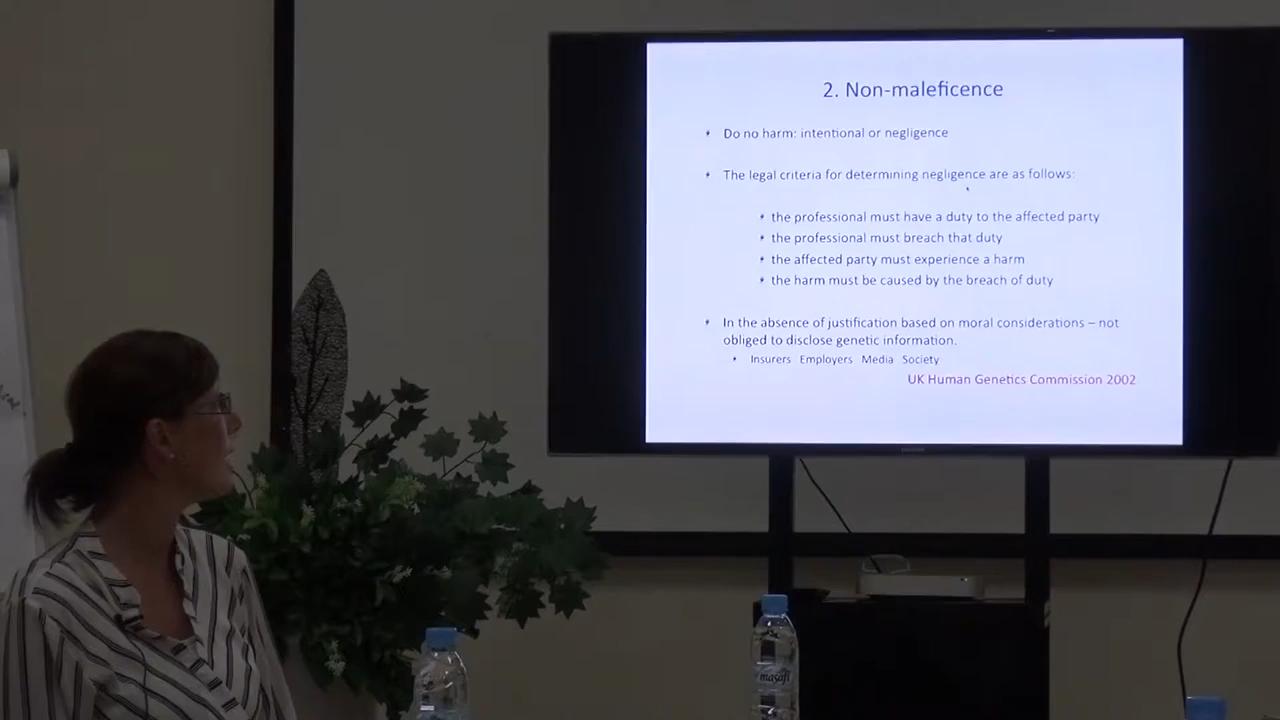 2. Non-maleficence
Do no harm: intentional or negligence
The legal criteria for determining negligence are as follows:
the professional must have a duty to the affected party
the professional must breach that duty
the affected party must experience a harm
the harm must be caused by the breach of duty
In the absence of justification based on moral considerations – not
obliged to disclose genetic information.
Insurers Employers Media Society
UK Human Genetics Commission 2002
masafi